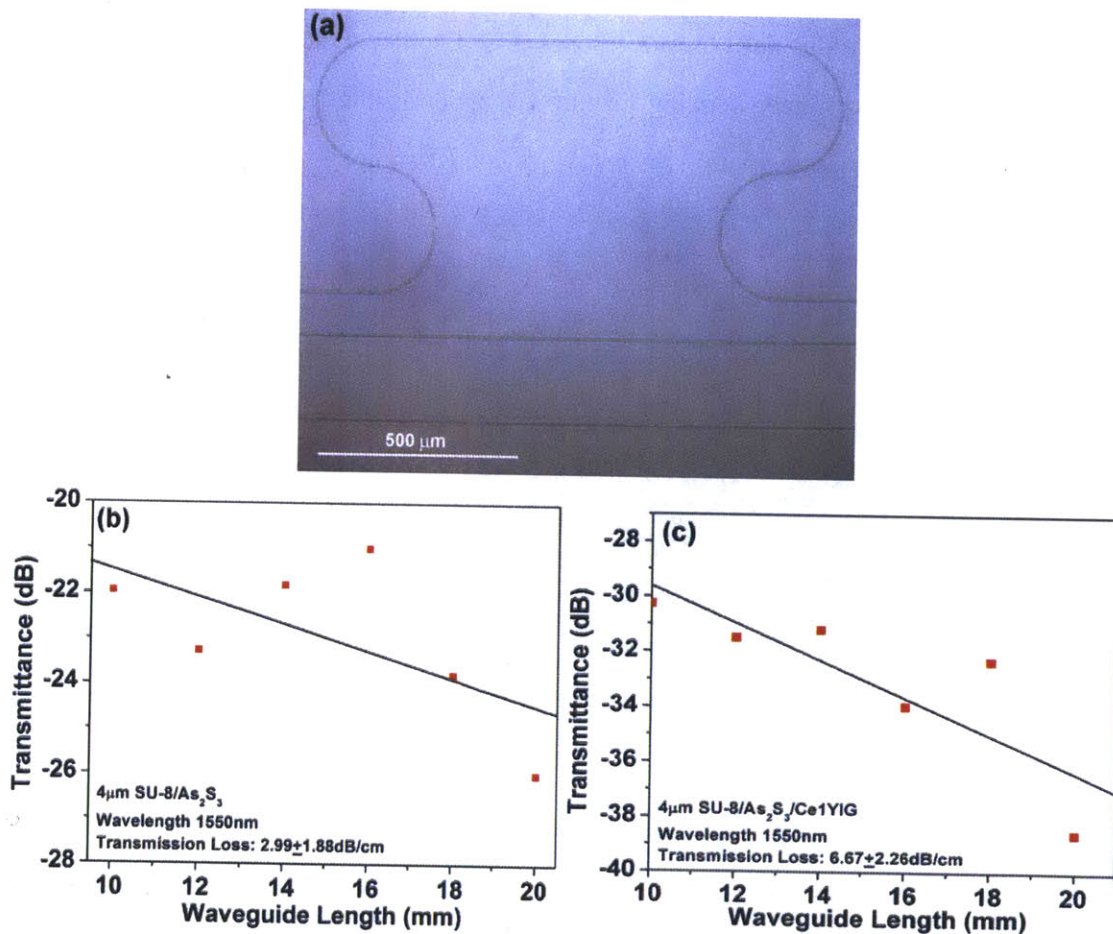 (a)
500 μm
(b)
Transmittance (dB)
-20
-22
-24
-26
-28
4μm SU-8/As₂S₃
Wavelength 1550nm
Transmission Loss: 2.99±1.88dB/cm
10 12 14 16 18 20
Waveguide Length (mm)
(c)
Transmittance (dB)
-28
-30
-32
-34
-36
-38
-40
4μm SU-8/As₂S₃/Ce1YIG
Wavelength 1550nm
Transmission Loss: 6.67±2.26dB/cm
10 12 14 16 18 20
Waveguide Length (mm)